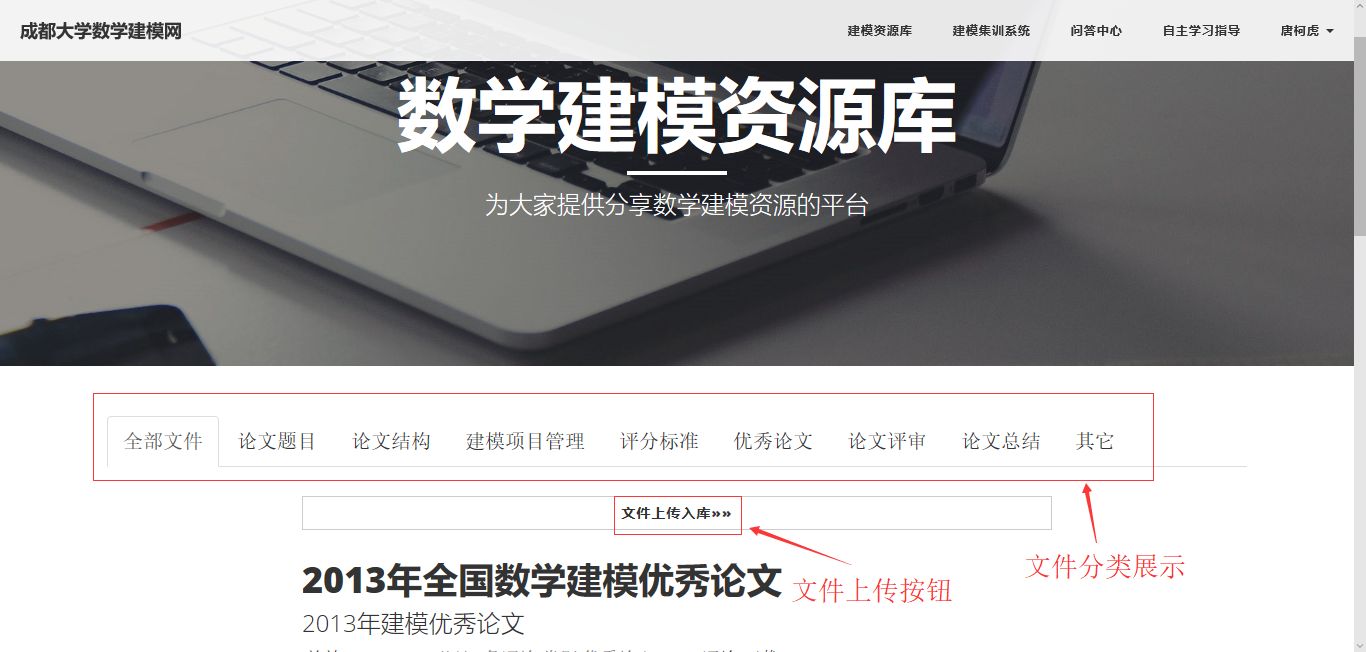 成都大学数学建模网
建模资源库 建模集训系统 问答中心 自主学习指导 唐柯虎
数学建模资源库
为大家提供分享数学建模资源的平台
全部文件 论文题目 论文结构 建模项目管理 评分标准 优秀论文 论文评审 论文总结 其它
文件上传入库»»
文件分类展示
2013年全国数学建模优秀论文
文件上传按钮
2013年建模优秀论文